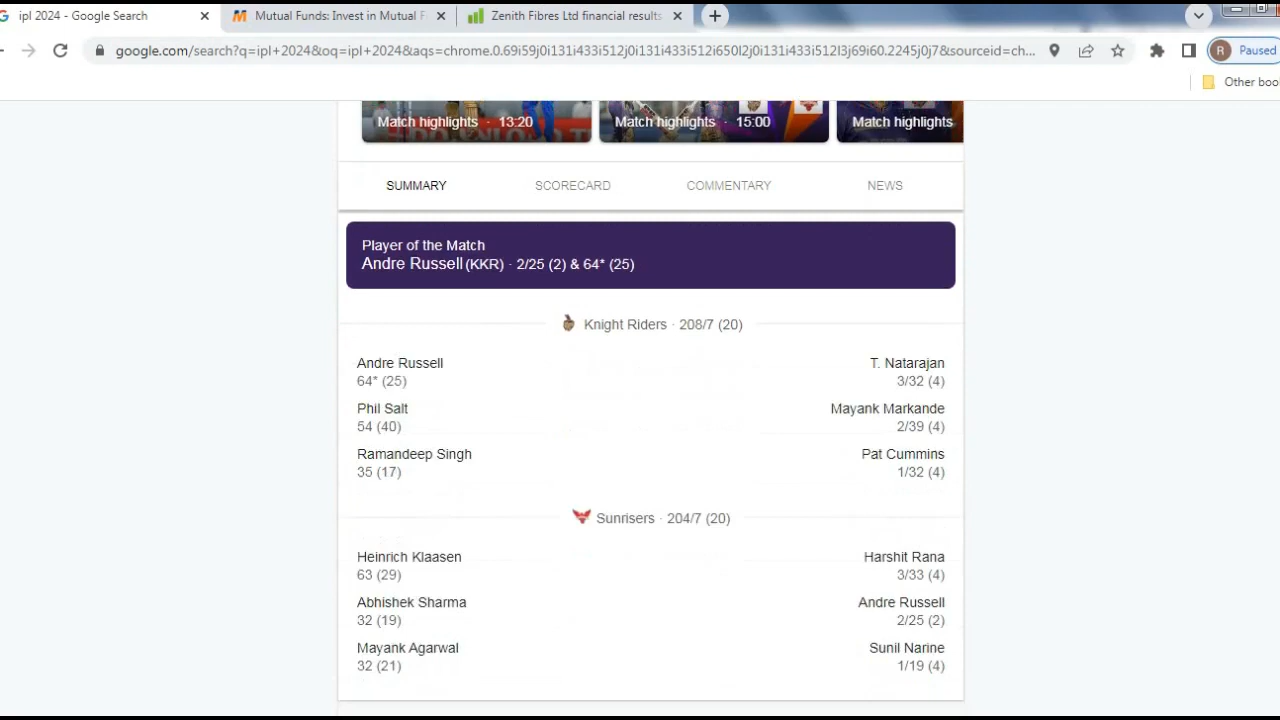 ipl 2024 - Google Search
Mutual Funds: Invest in Mutual F
Zenith Fibres Ltd financial results
google.com/search?q=ipl+2024&oq=ipl+2024&aqs=chrome.0.69i59j0i131i433i512j0i131i433i512i650l2j0i131i433i512l3j69i60.2245j0j7&sourceid=ch...
R Paused
Other boo
Match highlights · 13:20
Match highlights · 15:00
Match highlights
SUMMARY
SCORECARD
COMMENTARY
NEWS
Player of the Match
Andre Russell (KKR) · 2/25 (2) & 64* (25)
Knight Riders · 208/7 (20)
Andre Russell
64* (25)
T. Natarajan
3/32 (4)
Phil Salt
54 (40)
Mayank Markande
2/39 (4)
Ramandeep Singh
35 (17)
Pat Cummins
1/32 (4)
Sunrisers · 204/7 (20)
Heinrich Klaasen
63 (29)
Harshit Rana
3/33 (4)
Abhishek Sharma
32 (19)
Andre Russell
2/25 (2)
Mayank Agarwal
32 (21)
Sunil Narine
1/19 (4)